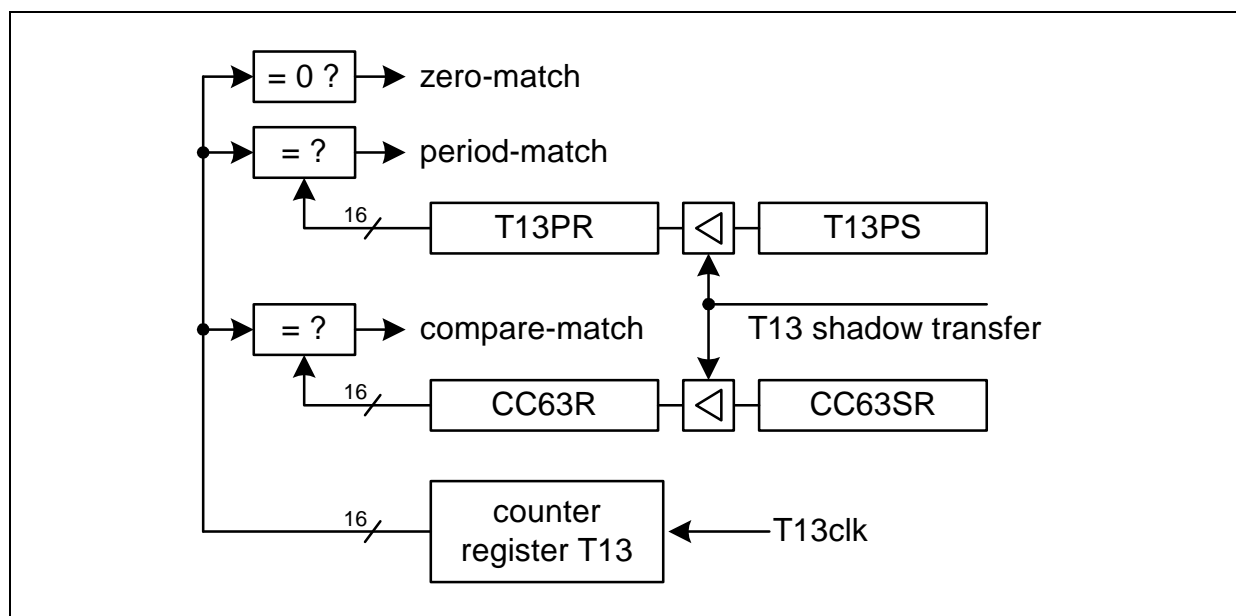 = 0 ?
zero-match
= ?
period-match
16
T13PR
T13PS
= ?
compare-match
T13 shadow transfer
16
CC63R
CC63SR
16
counter
register T13
T13clk